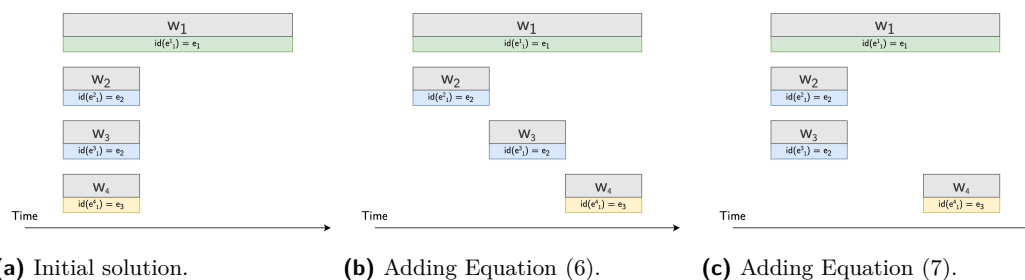 w₁ w₁ w₁
id(e¹₁) = e₁ id(e¹₁) = e₁ id(e¹₁) = e₁
w₂ w₂ w₂
id(e²₁) = e₂ id(e²₁) = e₂ id(e²₁) = e₂
w₃ w₃ w₃
id(e³₁) = e₂ id(e³₁) = e₂ id(e³₁) = e₂
w₄ w₄ w₄
id(e⁴₁) = e₃ id(e⁴₁) = e₃ id(e⁴₁) = e₃
Time Time Time
(a) Initial solution. (b) Adding Equation (6). (c) Adding Equation (7).